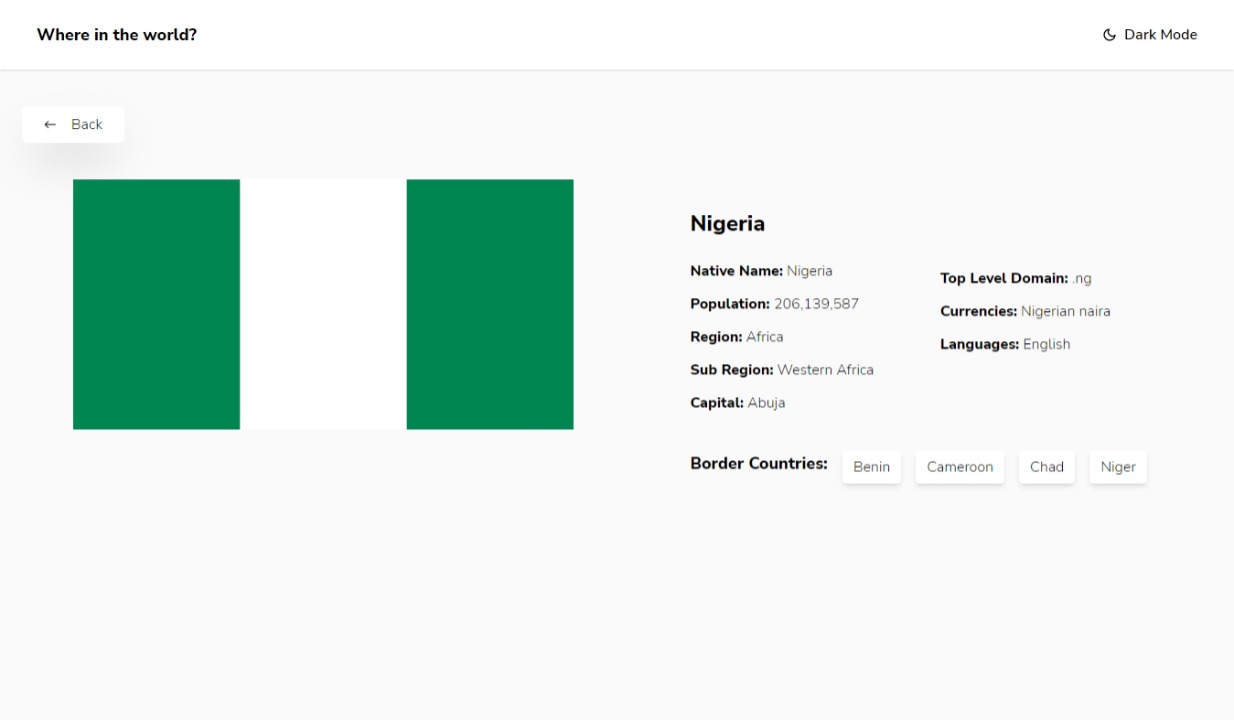 Where in the world?
Dark Mode
← Back
Nigeria
Native Name: Nigeria
Population: 206,139,587
Region: Africa
Sub Region: Western Africa
Capital: Abuja
Top Level Domain: .ng
Currencies: Nigerian naira
Languages: English
Border Countries: Benin Cameroon Chad Niger